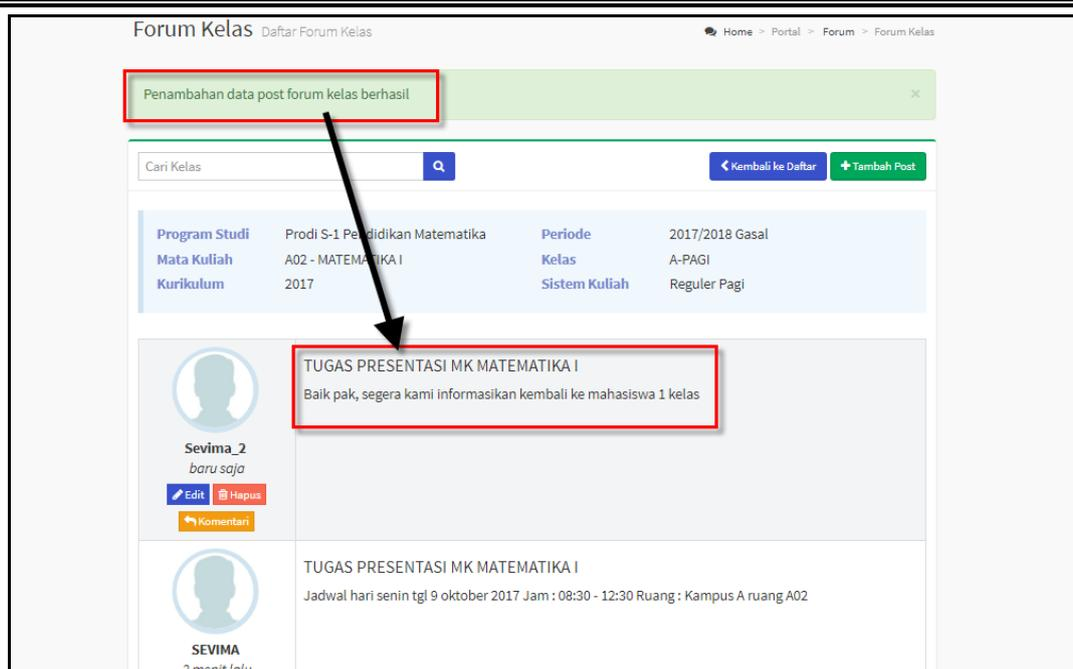 Forum Kelas Daftar Forum Kelas
Home > Portal > Forum > Forum Kelas
Penambahan data post forum kelas berhasil ×
Cari Kelas
Kembali ke Daftar
+ Tambah Post
Program Studi Prodi S-1 Pendidikan Matematika Periode 2017/2018 Gasal
Mata Kuliah A02 - MATEMATIKA I Kelas A-PAGI
Kurikulum 2017 Sistem Kuliah Reguler Pagi
TUGAS PRESENTASI MK MATEMATIKA I
Baik pak, segera kami informasikan kembali ke mahasiswa 1 kelas
Sevima_2
baru saja
Edit Hapus
Komentari
TUGAS PRESENTASI MK MATEMATIKA I
Jadwal hari senin tgl 9 oktober 2017 Jam : 08:30 - 12:30 Ruang : Kampus A ruang A02
SEVIMA
menit lalu